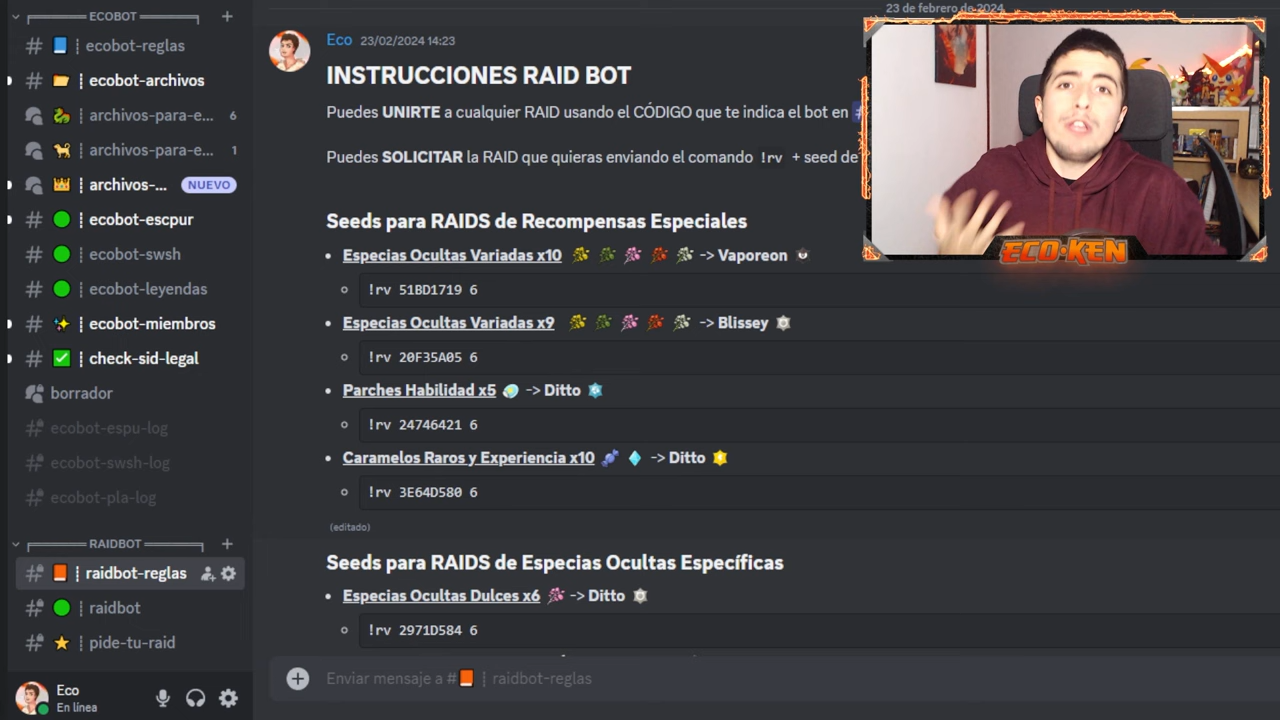 ECOBOT
ecobot-reglas
ecobot-archivos
archivos-para-e... 6
archivos-para-e... 1
archivos-... NUEVO
ecobot-escpur
ecobot-swsh
ecobot-leyendas
ecobot-miembros
check-sid-legal
borrador
ecobot-espu-log
ecobot-swsh-log
ecobot-pla-log
RAIDBOT
raidbot-reglas
raidbot
pide-tu-raid
Eco
En línea
23 de febrero de 2024
Eco 23/02/2024 14:23
INSTRUCCIONES RAID BOT
Puedes UNIRTE a cualquier RAID usando el CÓDIGO que te indica el bot en #
Puedes SOLICITAR la RAID que quieras enviando el comando !rv + seed de
Seeds para RAIDS de Recompensas Especiales
Especias Ocultas Variadas x10 -> Vaporeon
!rv 51BD1719 6
Especias Ocultas Variadas x9 -> Blissey
!rv 20F35A05 6
Parches Habilidad x5 -> Ditto
!rv 24746421 6
Caramelos Raros y Experiencia x10 -> Ditto
!rv 3E64D580 6
(editado)
Seeds para RAIDS de Especias Ocultas Específicas
Especias Ocultas Dulces x6 -> Ditto
!rv 2971D584 6
Enviar mensaje a # | raidbot-reglas
ECO·KEN